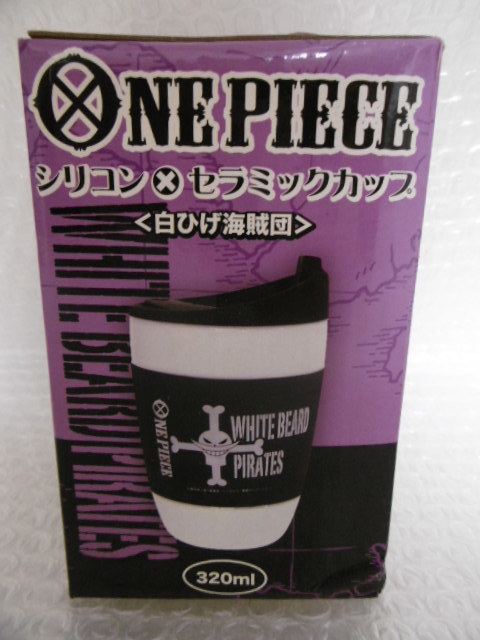 ONE PIECE
シリコン×セラミックカップ
<白ひげ海賊団>
WHITE BEARD PIRATES
ONE PIECE
WHITE BEARD
PIRATES
320ml